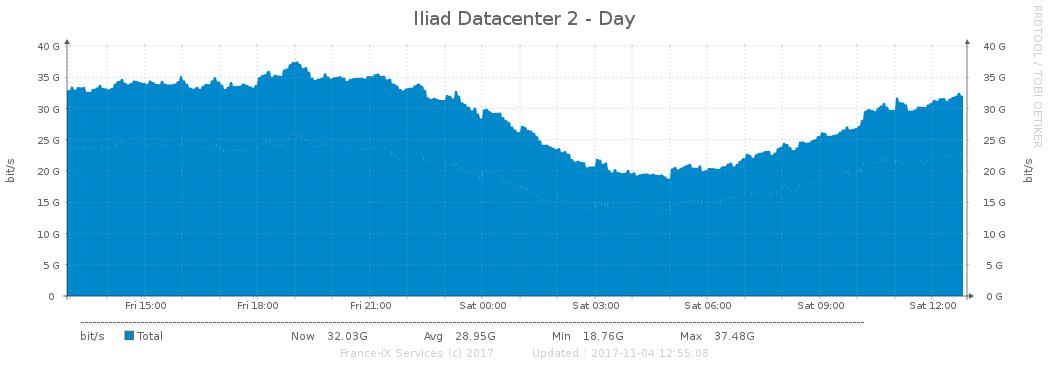 Iliad Datacenter 2 - Day
RRDTOOL / TOBI OETIKER
40 G 40 G
35 G 35 G
30 G 30 G
25 G 25 G
20 G 20 G
15 G 15 G
10 G 10 G
5 G 5 G
0 0 G
bit/s bit/s
Fri 15:00 Fri 18:00 Fri 21:00 Sat 00:00 Sat 03:00 Sat 06:00 Sat 09:00 Sat 12:00
bit/s Total Now 32.03G Avg 28.95G Min 18.76G Max 37.48G
France-IX Services (c) 2017 Updated : 2017-11-04 12:55:08